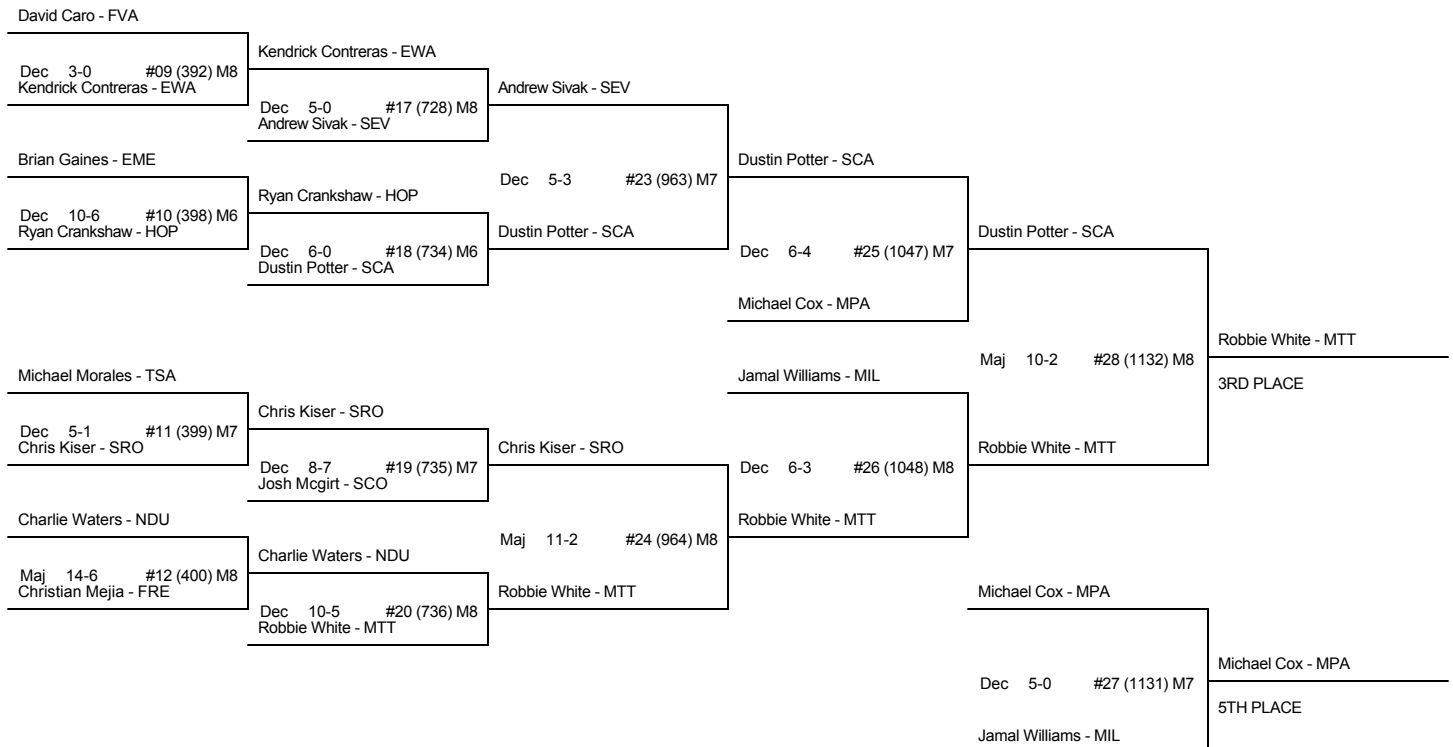 David Caro - FVA
Dec 3-0 #09 (392) M8
Kendrick Contreras - EWA
Brian Gaines - EME
Dec 10-6 #10 (398) M6
Ryan Crankshaw - HOP
Michael Morales - TSA
Dec 5-1 #11 (399) M7
Chris Kiser - SRO
Charlie Waters - NDU
Maj 14-6 #12 (400) M8
Christian Mejia - FRE
Kendrick Contreras - EWA
Dec 5-0 #17 (728) M8
Andrew Sivak - SEV
Ryan Crankshaw - HOP
Dec 6-0 #18 (734) M6
Dustin Potter - SCA
Chris Kiser - SRO
Dec 8-7 #19 (735) M7
Josh Mcgirt - SCO
Charlie Waters - NDU
Dec 10-5 #20 (736) M8
Robbie White - MTT
Andrew Sivak - SEV
Dec 5-3 #23 (963) M7
Dustin Potter - SCA
Chris Kiser - SRO
Maj 11-2 #24 (964) M8
Robbie White - MTT
Dustin Potter - SCA
Dec 6-4 #25 (1047) M7
Michael Cox - MPA
Jamal Williams - MIL
Dec 6-3 #26 (1048) M8
Robbie White - MTT
Dustin Potter - SCA
Maj 10-2 #28 (1132) M8
Robbie White - MTT
Robbie White - MTT
3RD PLACE
Michael Cox - MPA
Dec 5-0 #27 (1131) M7
Jamal Williams - MIL
Michael Cox - MPA
5TH PLACE